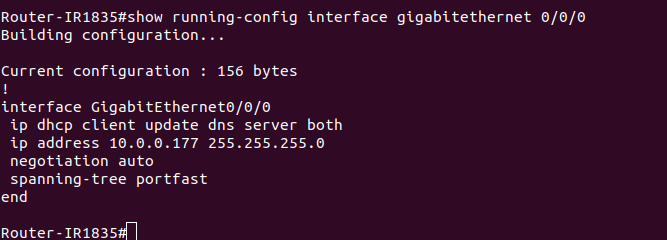 Router-IR1835#show running-config interface gigabitethernet 0/0/0
Building configuration...
Current configuration : 156 bytes
!
interface GigabitEthernet0/0/0
ip dhcp client update dns server both
ip address 10.0.0.177 255.255.255.0
negotiation auto
spanning-tree portfast
end
Router-IR1835#